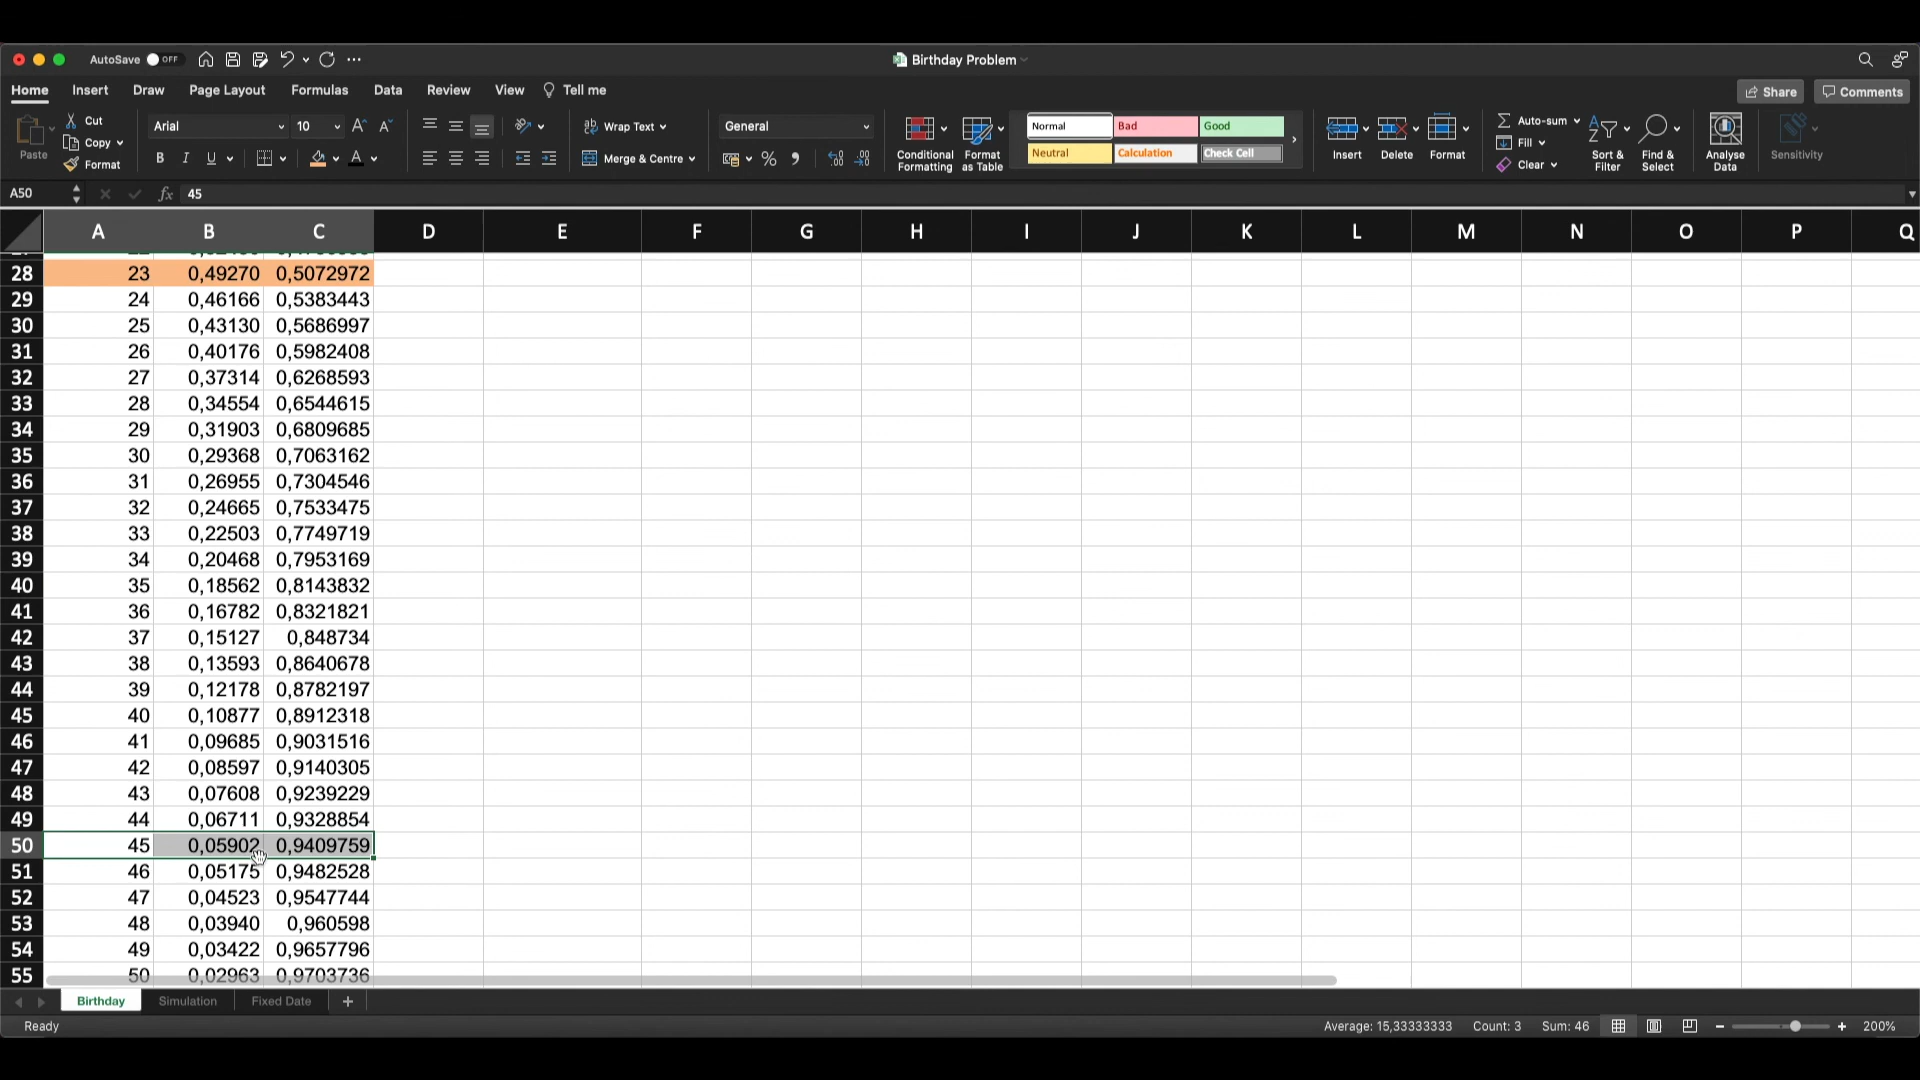 AutoSave OFF Birthday Problem
Home Insert Draw Page Layout Formulas Data Review View Tell me Share Comments
Paste Cut Copy Format Arial 10 Wrap Text General Normal Bad Good Auto-sum
B I U Merge & Centre Neutral Calculation Check Cell Fill Clear
Conditional Formatting Format as Table Insert Delete Format Sort & Filter Find & Select Analyse Data Sensitivity
A50 fx 45
A B C D E F G H I J K L M N O P Q
28 23 0,49270 0,5072972
29 24 0,46166 0,5383443
30 25 0,43130 0,5686997
31 26 0,40176 0,5982408
32 27 0,37314 0,6268593
33 28 0,34554 0,6544615
34 29 0,31903 0,6809685
35 30 0,29368 0,7063162
36 31 0,26955 0,7304546
37 32 0,24665 0,7533475
38 33 0,22503 0,7749719
39 34 0,20468 0,7953169
40 35 0,18562 0,8143832
41 36 0,16782 0,8321821
42 37 0,15127 0,848734
43 38 0,13593 0,8640678
44 39 0,12178 0,8782197
45 40 0,10877 0,8912318
46 41 0,09685 0,9031516
47 42 0,08597 0,9140305
48 43 0,07608 0,9239229
49 44 0,06711 0,9328854
50 45 0,05902 0,9409759
51 46 0,05175 0,9482528
52 47 0,04523 0,9547744
53 48 0,03940 0,960598
54 49 0,03422 0,9657796
55 50 0,02963 0,9703736
Birthday Simulation Fixed Date +
Ready Average: 15,33333333 Count: 3 Sum: 46 200%